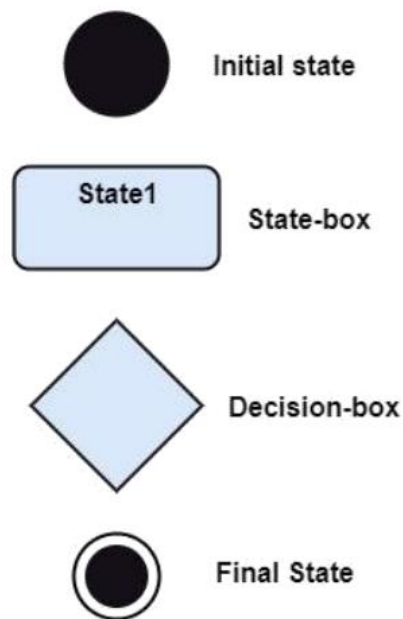 Initial state
State1
State-box
Decision-box
Final State